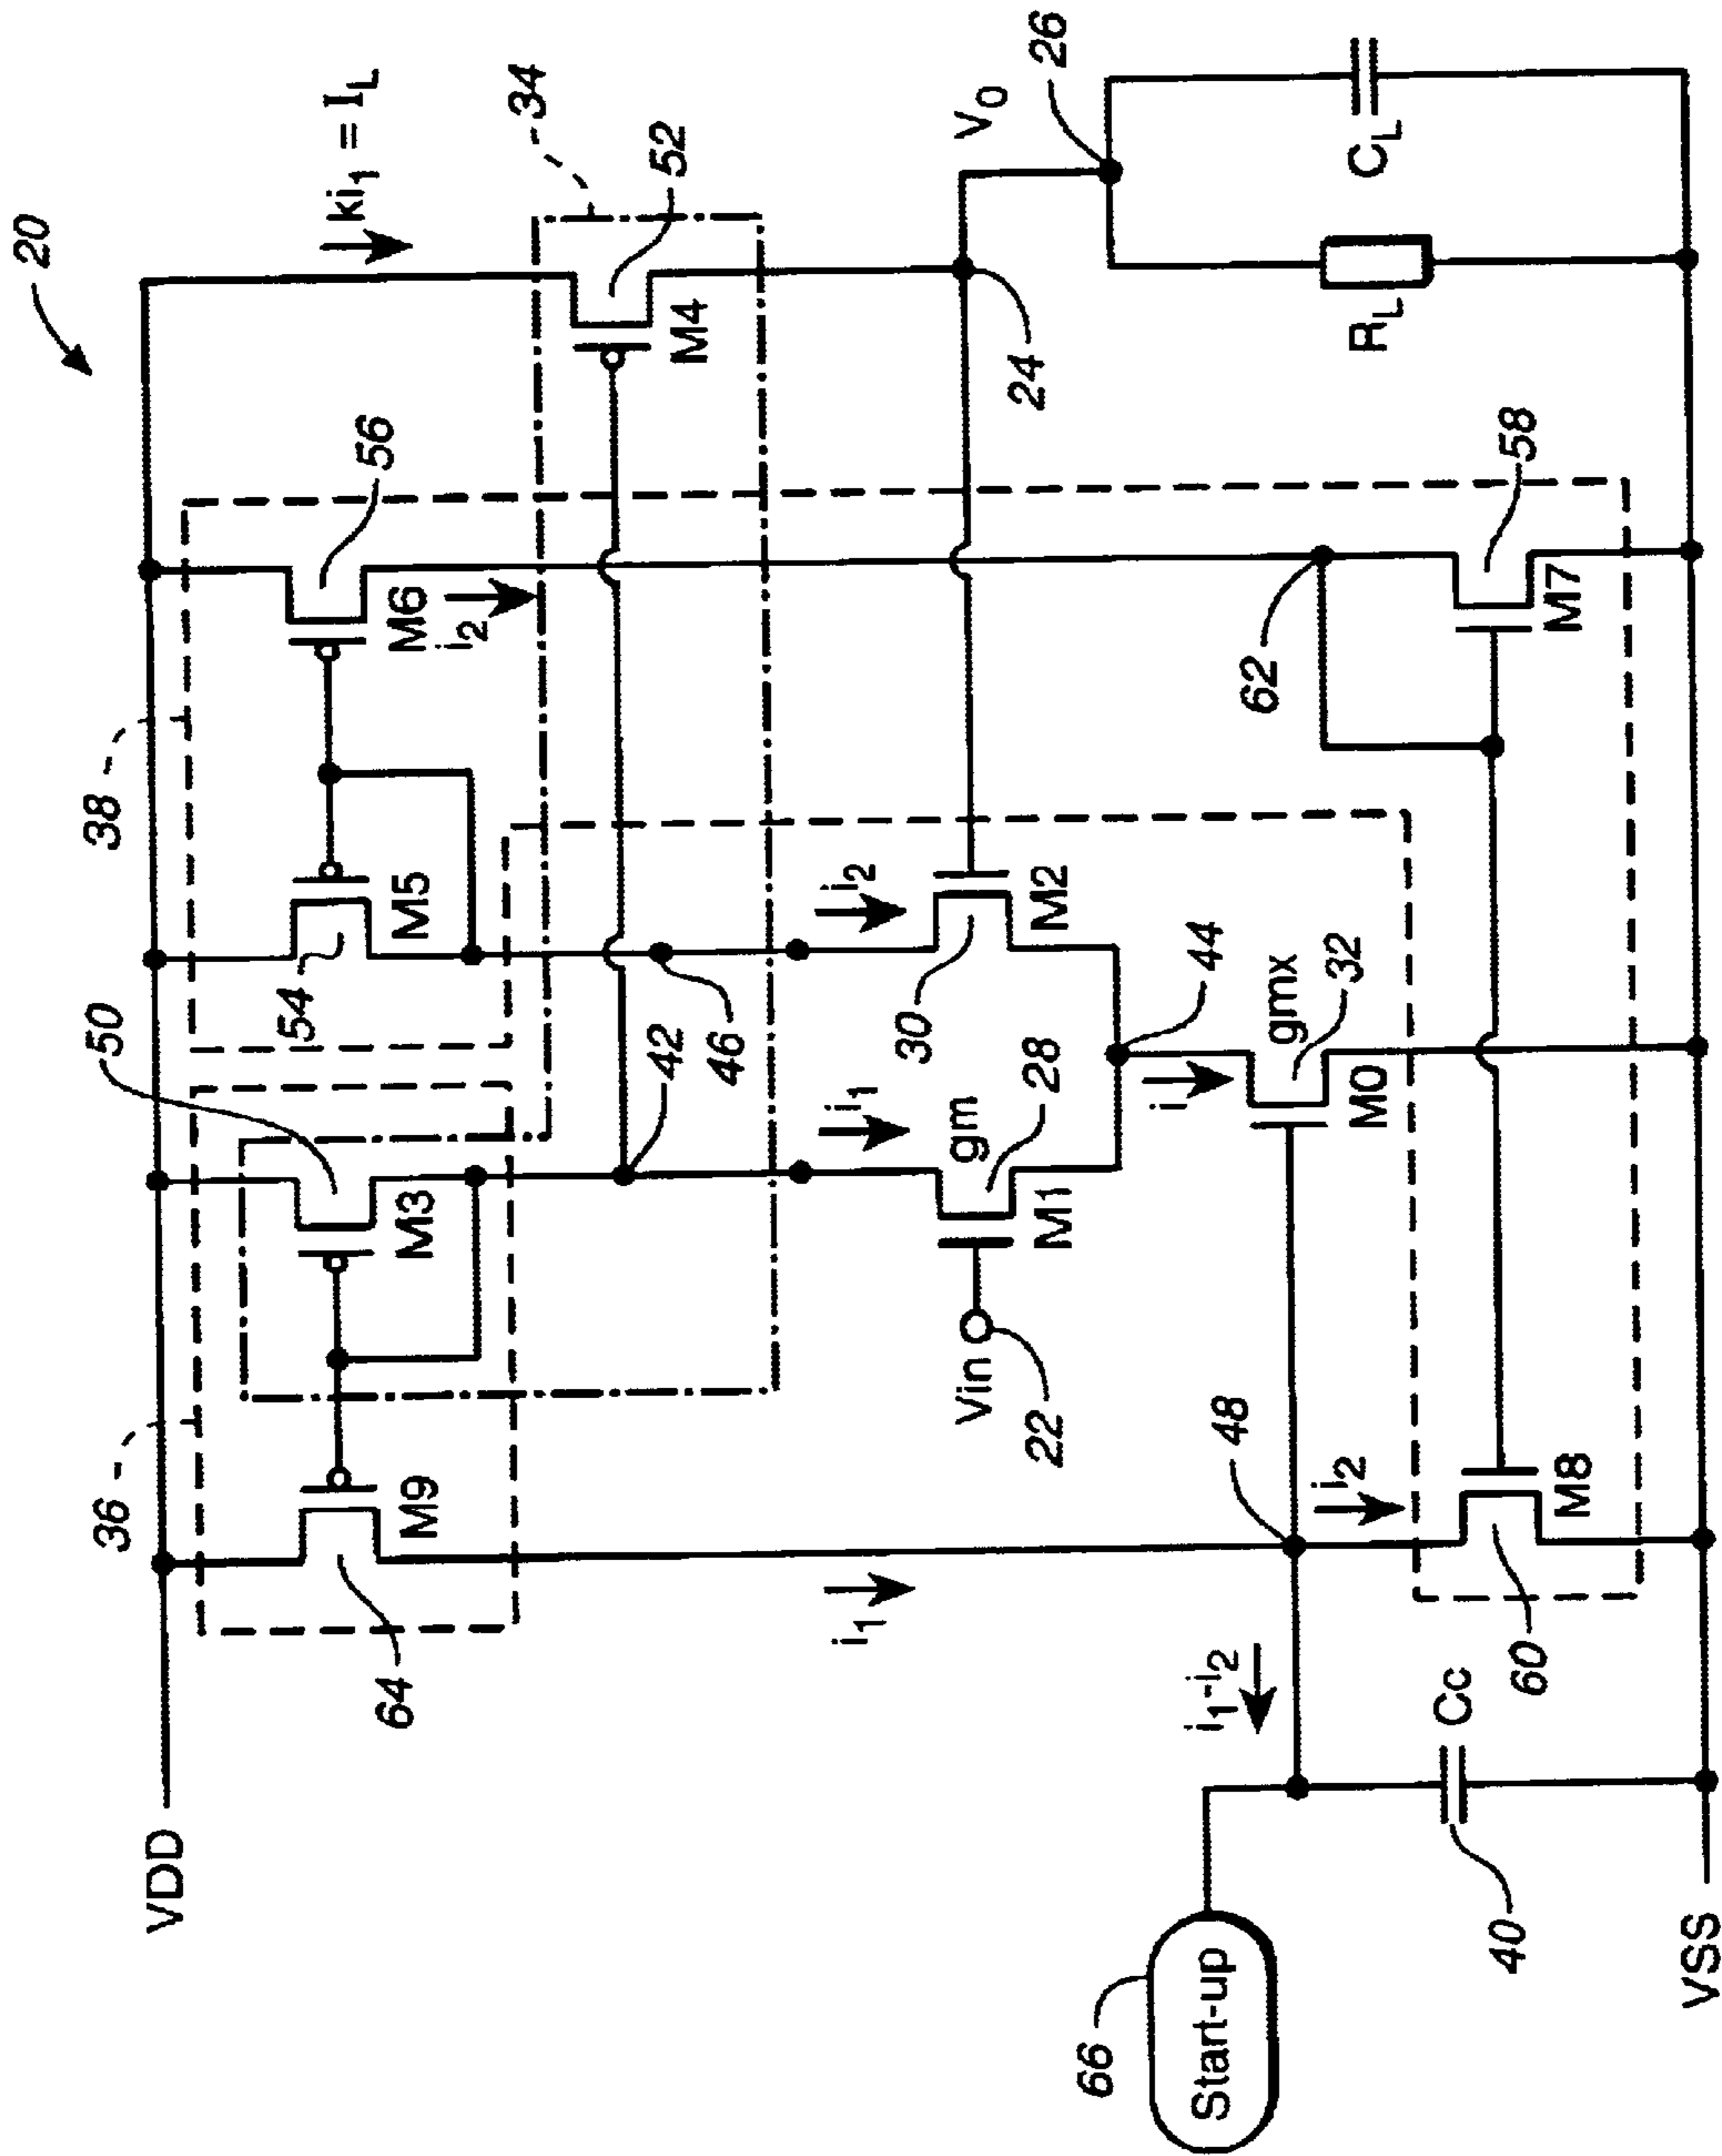 20
ki1 = IL
34
38
56
M6
i2
52
M4
50
54
M5
36
M3
64
M9
42
46
24
V0
26
i1
i2
gm
Vin
22
M1
28
30
M2
44
62
RL
CL
i1
i
gmx
32
M0
48
i1-i2
i2
M8
60
58
M7
66
Start-up
Cc
40
VDD
VSS